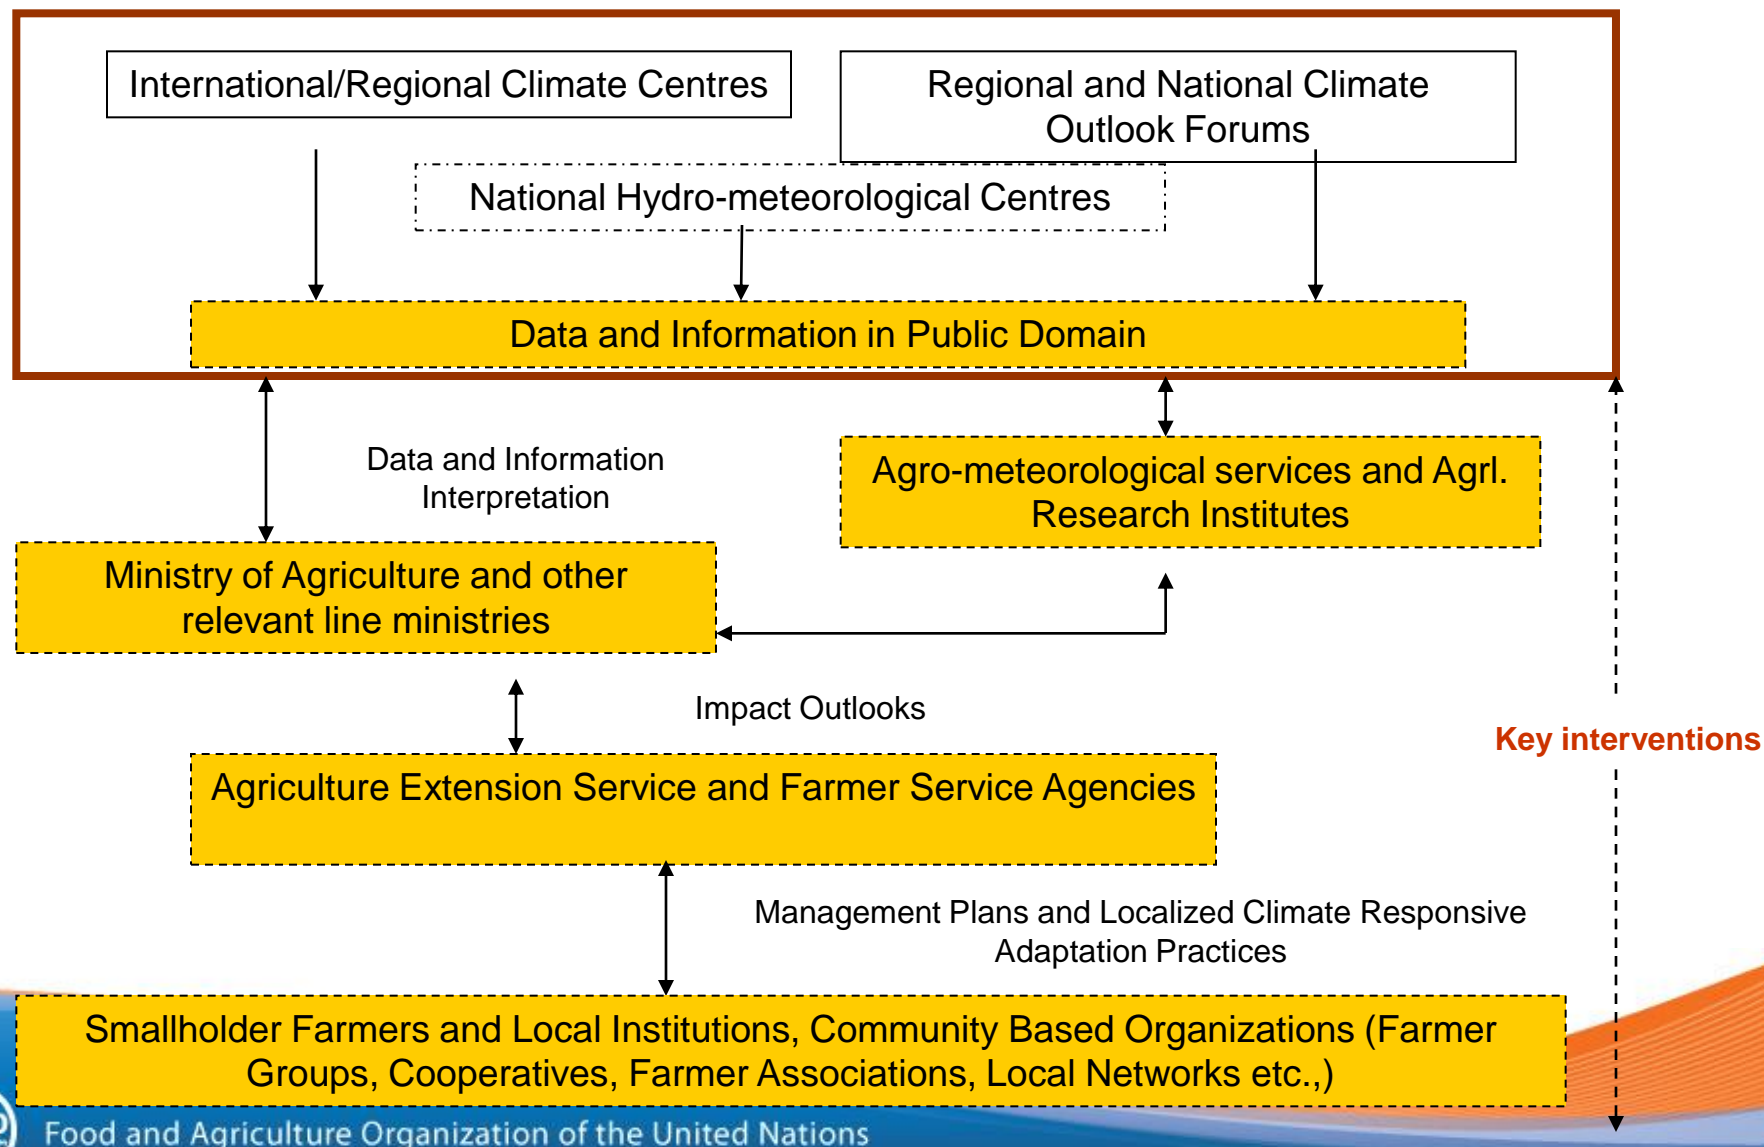 International/Regional Climate Centres
Regional and National Climate
Outlook Forums
National Hydro-meteorological Centres
Data and Information in Public Domain
Data and Information
Interpretation
Agro-meteorological services and Agrl.
Research Institutes
Ministry of Agriculture and other
relevant line ministries
Impact Outlooks
Key interventions
Agriculture Extension Service and Farmer Service Agencies
Management Plans and Localized Climate Responsive
Adaptation Practices
Smallholder Farmers and Local Institutions, Community Based Organizations (Farmer
Groups, Cooperatives, Farmer Associations, Local Networks etc.,)
Food and Agriculture Organization of the United Nations